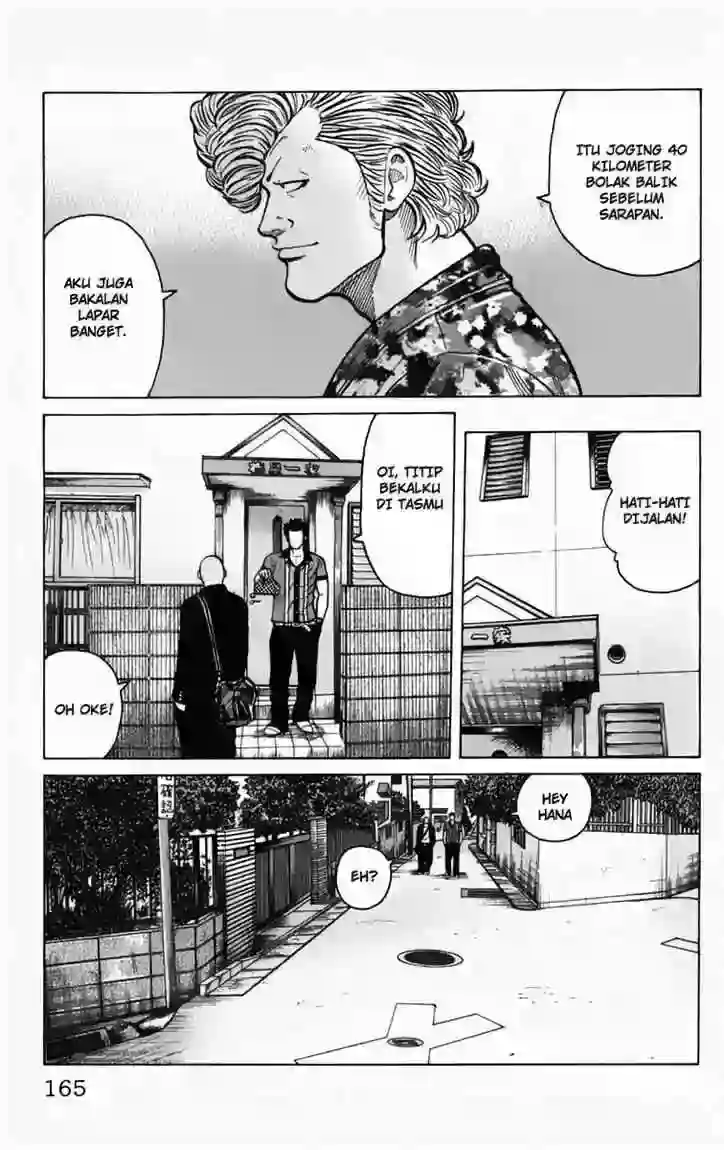 ITU JOGING 40
KILOMETER
BOLAK BALIK
SEBELUM
SARAPAN.
AKU JUGA
BAKALAN
LAPAR
BANGET.
HATI-HATI
DIJALAN!
OI, TITIP
BEKALKU
DI TASMU
OH OKE!
HEY
HANA
EH?
165